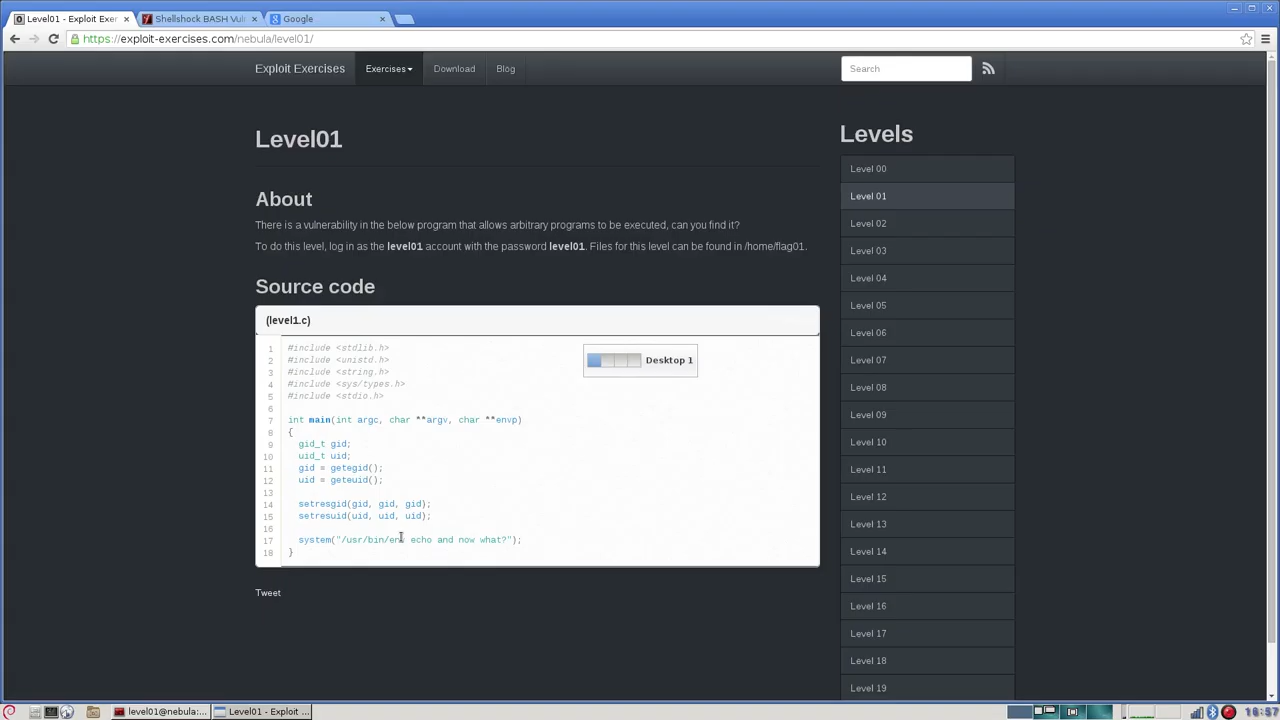 Level01 - Exploit Exer
Shellshock BASH Vul
Google
https://exploit-exercises.com/nebula/level01/
Exploit Exercises
Exercises
Download
Blog
Search
Level01
About
There is a vulnerability in the below program that allows arbitrary programs to be executed, can you find it?
To do this level, log in as the level01 account with the password level01. Files for this level can be found in /home/flag01.
Source code
(level1.c)
1 #include <stdlib.h>
2 #include <unistd.h>
3 #include <string.h>
4 #include <sys/types.h>
5 #include <stdio.h>
6
7 int main(int argc, char **argv, char **envp)
8 {
9 gid_t gid;
10 uid_t uid;
11 gid = getegid();
12 uid = geteuid();
13
14 setresgid(gid, gid, gid);
15 setresuid(uid, uid, uid);
16
17 system("/usr/bin/env echo and now what?");
18 }
Desktop 1
Tweet
Levels
Level 00
Level 01
Level 02
Level 03
Level 04
Level 05
Level 06
Level 07
Level 08
Level 09
Level 10
Level 11
Level 12
Level 13
Level 14
Level 15
Level 16
Level 17
Level 18
Level 19
level01@nebula:...
Level01 - Exploit ...
16:57